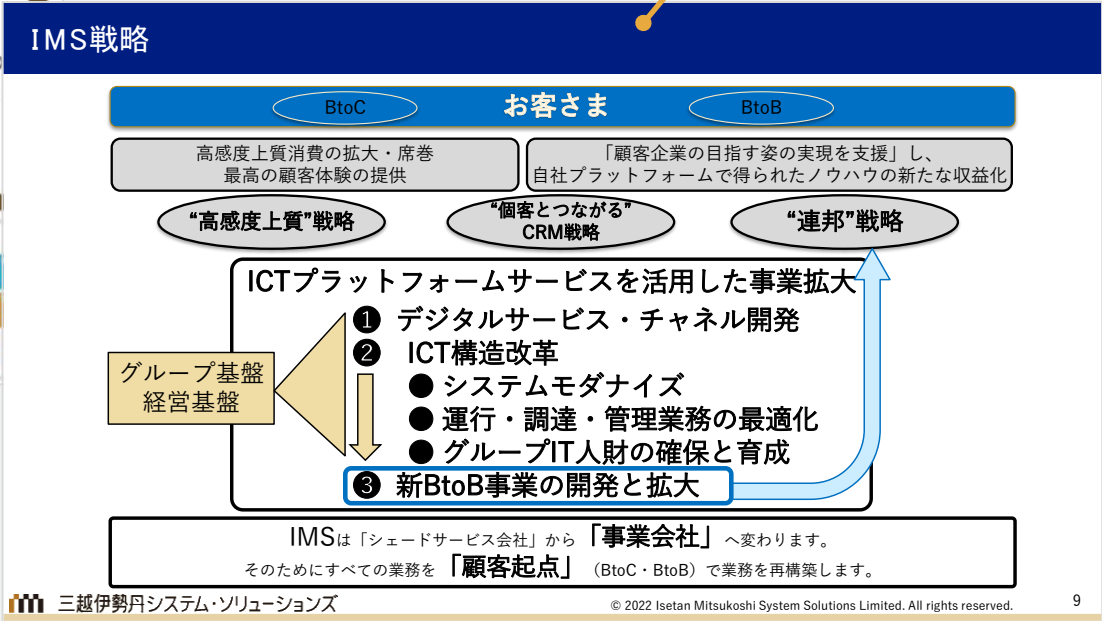 IMS戦略
BtoC
お客さま
BtoB
高感度上質消費の拡大・席巻
最高の顧客体験の提供
「顧客企業の目指す姿の実現を支援」し、
自社プラットフォームで得られたノウハウの新たな収益化
“高感度上質”戦略
“個客とつながる”
CRM戦略
“連邦”戦略
ICTプラットフォームサービスを活用した事業拡大
❶ デジタルサービス・チャネル開発
❷ ICT構造改革
● システムモダナイズ
● 運行・調達・管理業務の最適化
● グループIT人財の確保と育成
❸ 新BtoB事業の開発と拡大
グループ基盤
経営基盤
IMSは「シェードサービス会社」から「事業会社」へ変わります。
そのためにすべての業務を「顧客起点」（BtoC・BtoB）で業務を再構築します。
三越伊勢丹システム・ソリューションズ
© 2022 Isetan Mitsukoshi System Solutions Limited. All rights reserved.
9